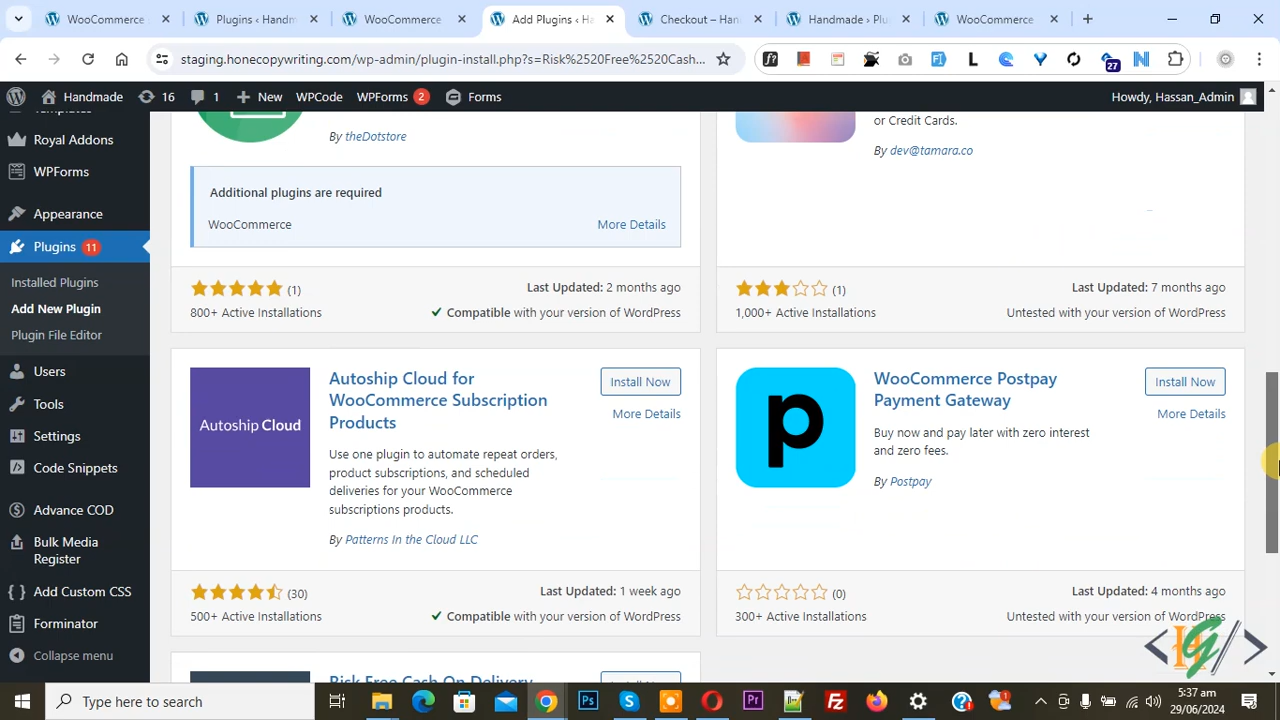 WooCommerce
Plugins ‹ Handm
WooCommerce
Add Plugins ‹ Ha
Checkout – Han
Handmade › Plu
WooCommerce
staging.hgiecopywriting.com/wp-admin/plugin-install.php?s=Risk%2520Free%2520Cash...
27
Handmade
16
1
New
WPCode
WPForms 2
Forms
Howdy, Hassan_Admin
Royal Addons
WPForms
Appearance
Plugins 11
Installed Plugins
Add New Plugin
Plugin File Editor
Users
Tools
Settings
Code Snippets
Advance COD
Bulk Media
Register
Add Custom CSS
Forminator
Collapse menu
By theDotstore
Additional plugins are required
WooCommerce
More Details
(1)
Last Updated: 2 months ago
800+ Active Installations
Compatible with your version of WordPress
or Credit Cards.
By dev@tamara.co
(1)
Last Updated: 7 months ago
1,000+ Active Installations
Untested with your version of WordPress
Autoship Cloud
Autoship Cloud for
WooCommerce Subscription
Products
Install Now
More Details
Use one plugin to automate repeat orders,
product subscriptions, and scheduled
deliveries for your WooCommerce
subscriptions products.
By Patterns In the Cloud LLC
(30)
Last Updated: 1 week ago
500+ Active Installations
Compatible with your version of WordPress
p
WooCommerce Postpay
Payment Gateway
Install Now
More Details
Buy now and pay later with zero interest
and zero fees.
By Postpay
(0)
Last Updated: 4 months ago
300+ Active Installations
Untested with your version of WordPress
Risk Free Cash On Delivery
Type here to search
5:37 am
29/06/2024